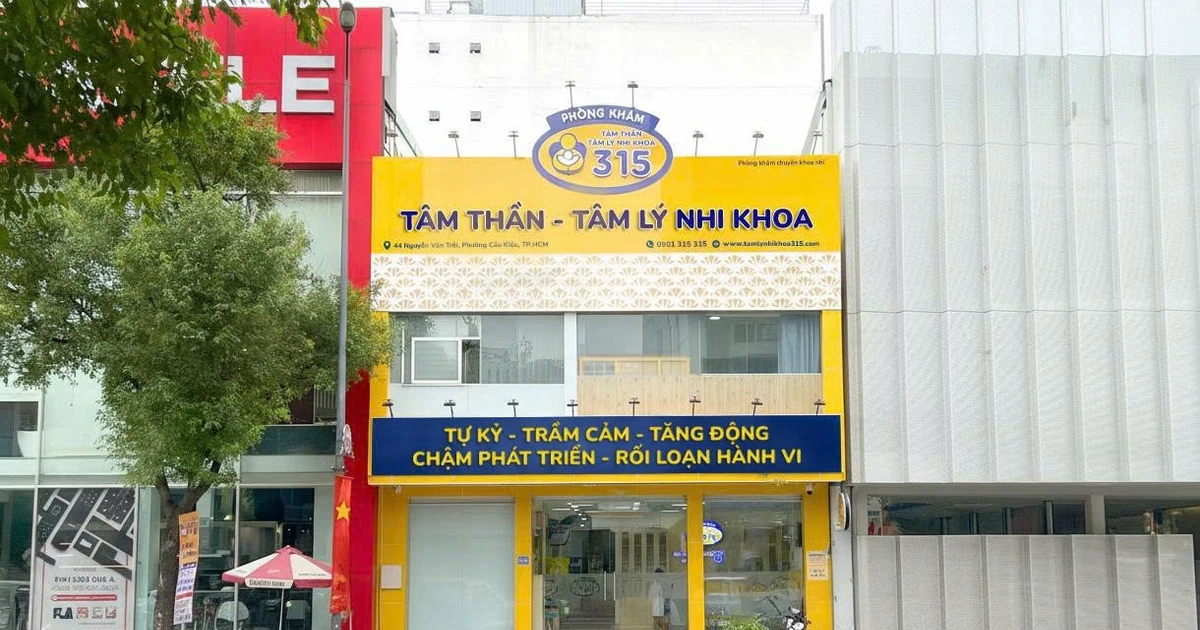 LE
PHÒNG KHÁM
TÂM THẦN
TÂM LÝ NHI KHOA
315
Phòng khám chuyên khoa nhi
TÂM THẦN - TÂM LÝ NHI KHOA
44 Nguyễn Văn Trỗi, Phường Cầu Kiệu, TP.HCM
0901 315 315 www.tamlynhikhoa315.com
TỰ KỶ - TRẦM CẢM - TĂNG ĐỘNG
CHẬM PHÁT TRIỂN - RỐI LOẠN HÀNH VI